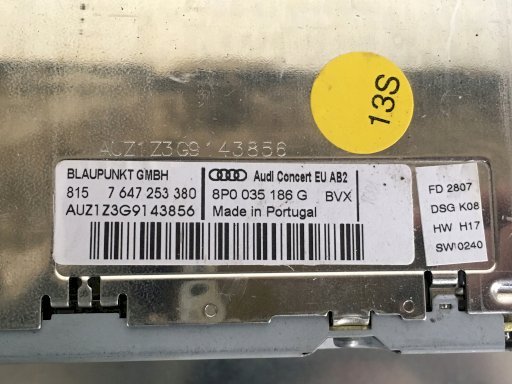 13S
AUZ1Z3G9143856
BLAUPUNKT GMBH
815 7 647 253 380
AUZ1Z3G9143856
Audi Concert EU AB2
8P0 035 186 G BVX
Made in Portugal
FD 2807
DSG K08
HW H17
SW 0240